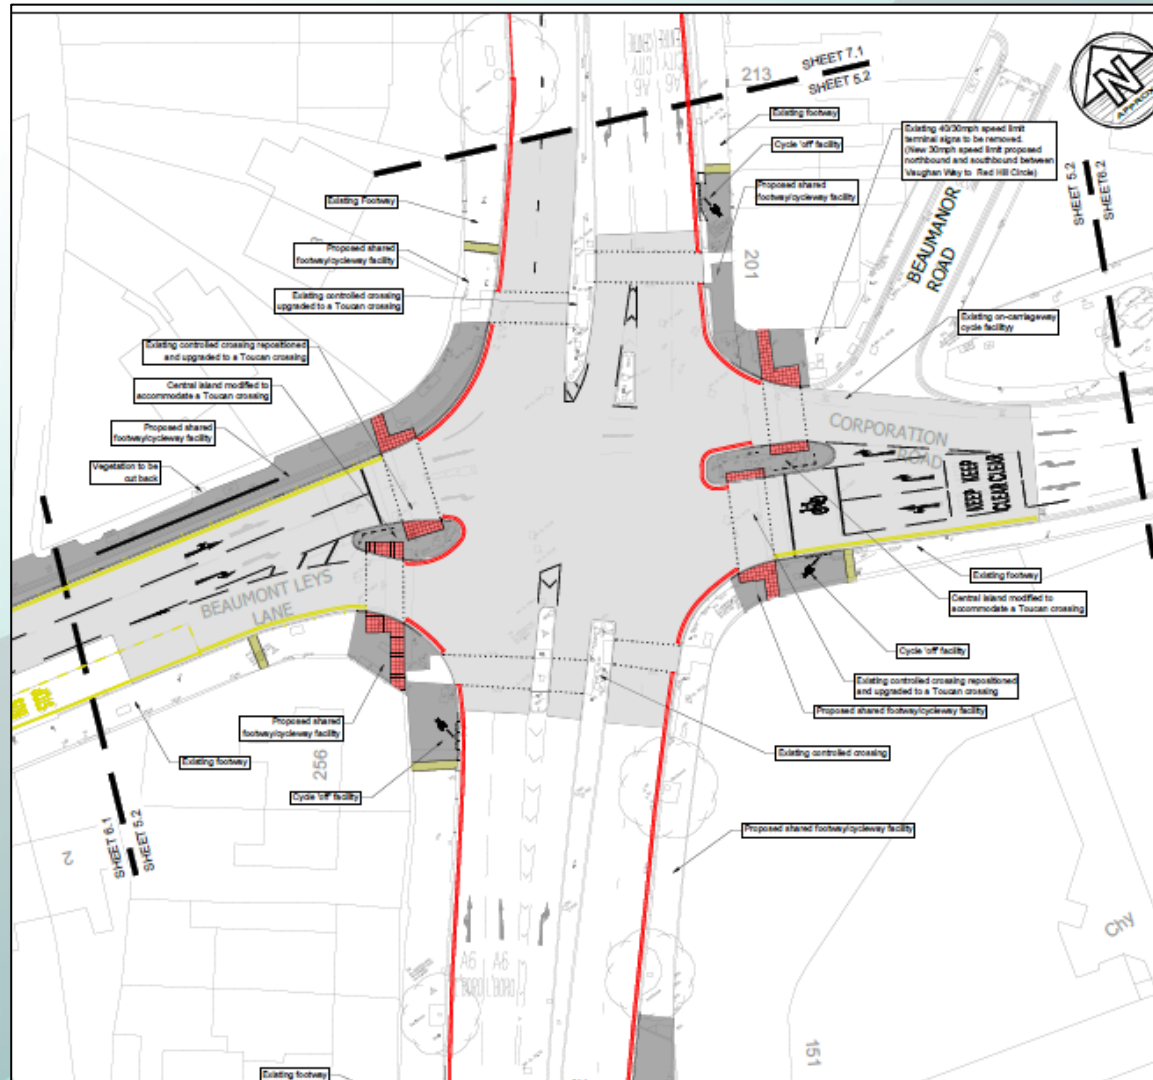 SHEET 7.1
SHEET 5.2
213
N
APPROX
Existing footway
Cycle 'off' facility
Existing 40/30mph speed limit
terminal signs to be removed.
(New 30mph speed limit proposed
northbound and southbound between
Vaughan Way to Red Hill Circle)
SHEET 5.2
SHEET 6.2
Proposed shared
footway/cycleway facility
Existing Footway
BEAUMANOR
ROAD
201
Proposed shared
footway/cycleway facility
Existing controlled crossing
upgraded to a Toucan crossing
Existing on-carriageway
cycle facilityy
Existing controlled crossing repositioned
and upgraded to a Toucan crossing
Central island modified to
accommodate a Toucan crossing
Proposed shared
footway/cycleway facility
Vegetation to be
cut back
CORPORATION
ROAD
KEEP KEEP
CLEAR CLEAR
BEAUMONT LEYS
LANE
Existing footway
Central island modified to
accommodate a Toucan crossing
Cycle 'off' facility
Existing controlled crossing repositioned
and upgraded to a Toucan crossing
Proposed shared footway/cycleway facility
Proposed shared
footway/cycleway facility
Existing footway
256
Existing controlled crossing
Cycle 'off' facility
SHEET 6.1
SHEET 5.2
2
Proposed shared footway/cycleway facility
Chy
A6 A6
151
Existing footway
A6 CITY